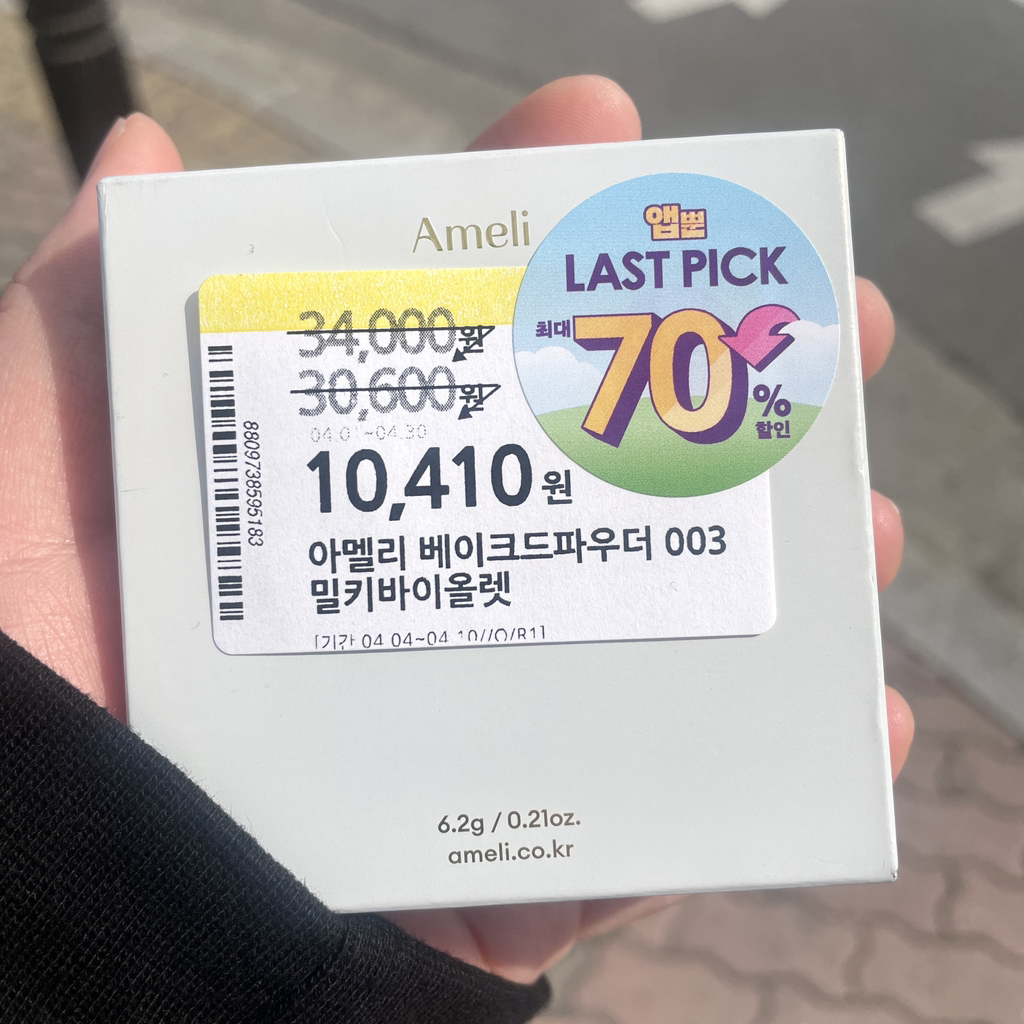 Ameli
앱뿐
LAST PICK
최대 70%
할인
34,000원
30,600원
04.01~04.30
10,410원
아멜리 베이크드파우더 003
밀키바이올렛
[기간 04.04~04.10//O/R1]
8809738595183
6.2g / 0.21oz.
ameli.co.kr